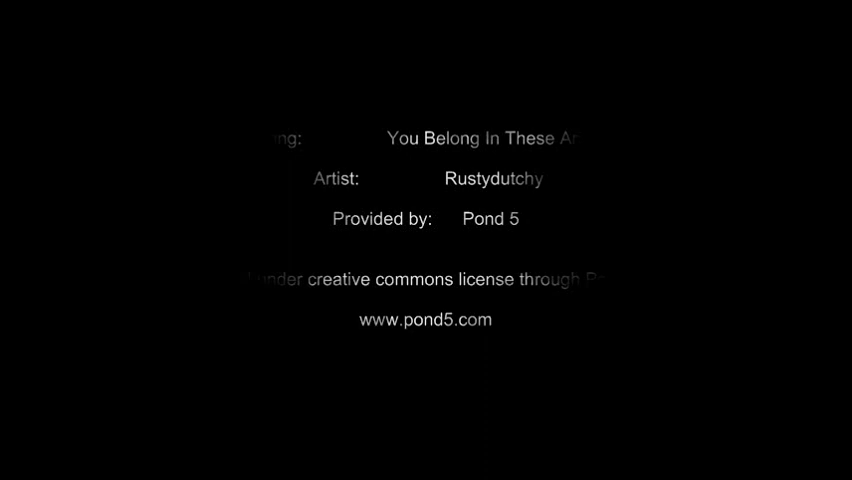 You Belong In These
Artist: Rustydutchy
Provided by: Pond 5
under creative commons license through
www.pond5.com